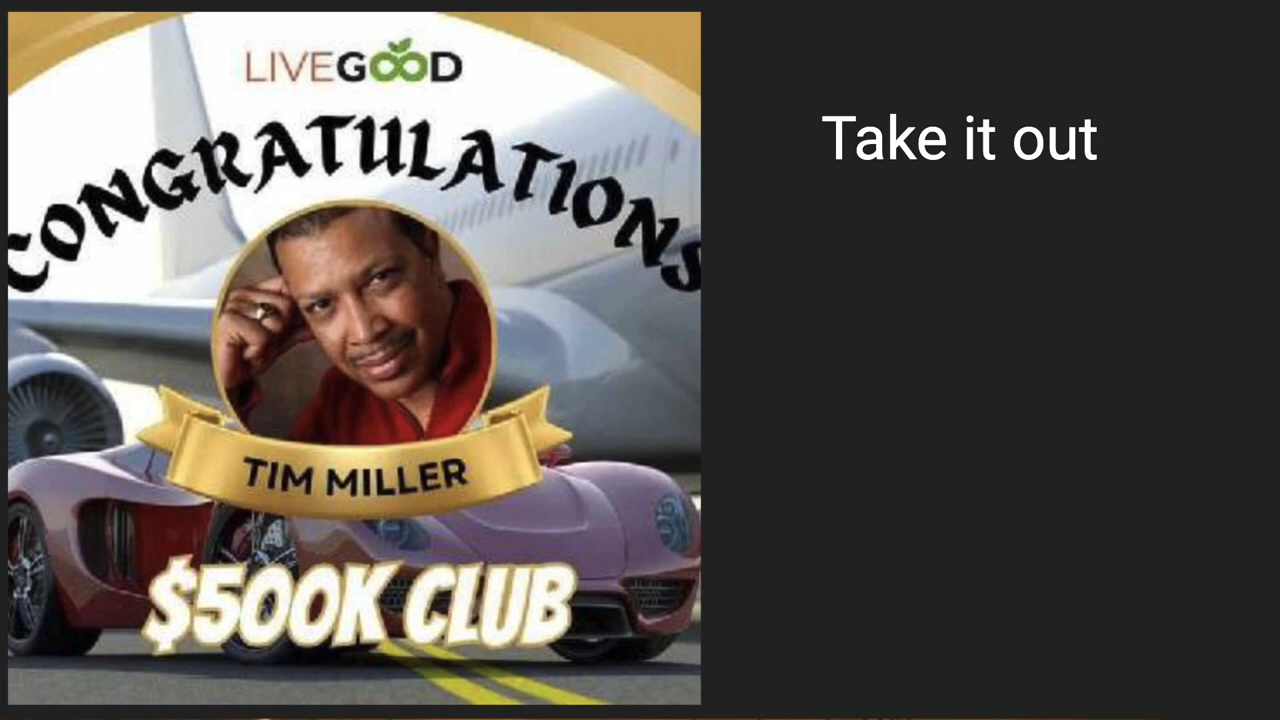 LIVEGOOD
CONGRATULATIONS
TIM MILLER
$500K CLUB
Take it out